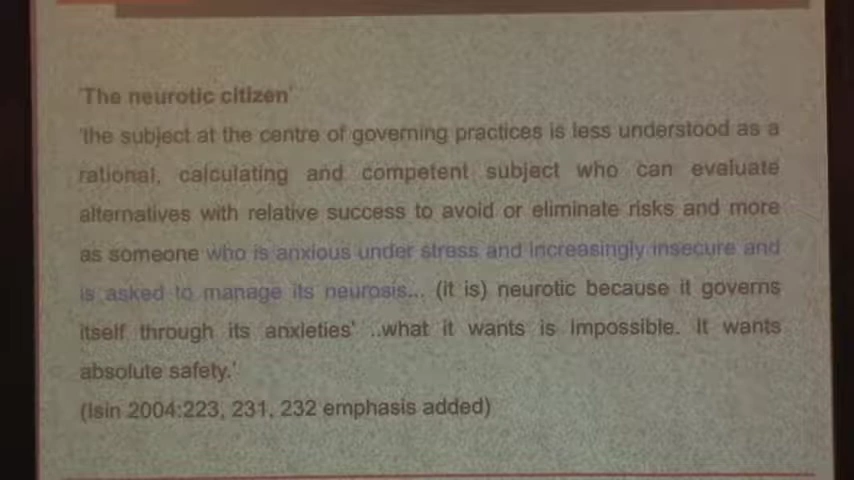 'The neurotic citizen'
'the subject at the centre of governing practices is less understood as a
rational, calculating and competent subject who can evaluate
alternatives with relative success to avoid or eliminate risks and more
as someone who is anxious under stress and increasingly insecure and
is asked to manage its neurosis... (it is) neurotic because it governs
itself through its anxieties' ..what it wants is impossible. It wants
absolute safety.'
(Isin 2004:223, 231, 232 emphasis added)